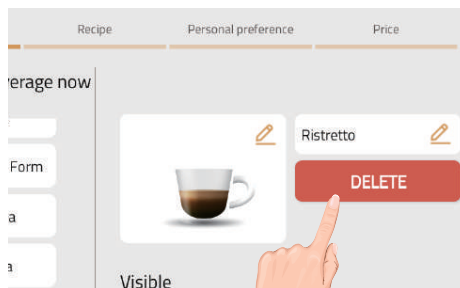 Recipe Personal preference Price
erage now
Ristretto
Form
DELETE
a
a
Visible